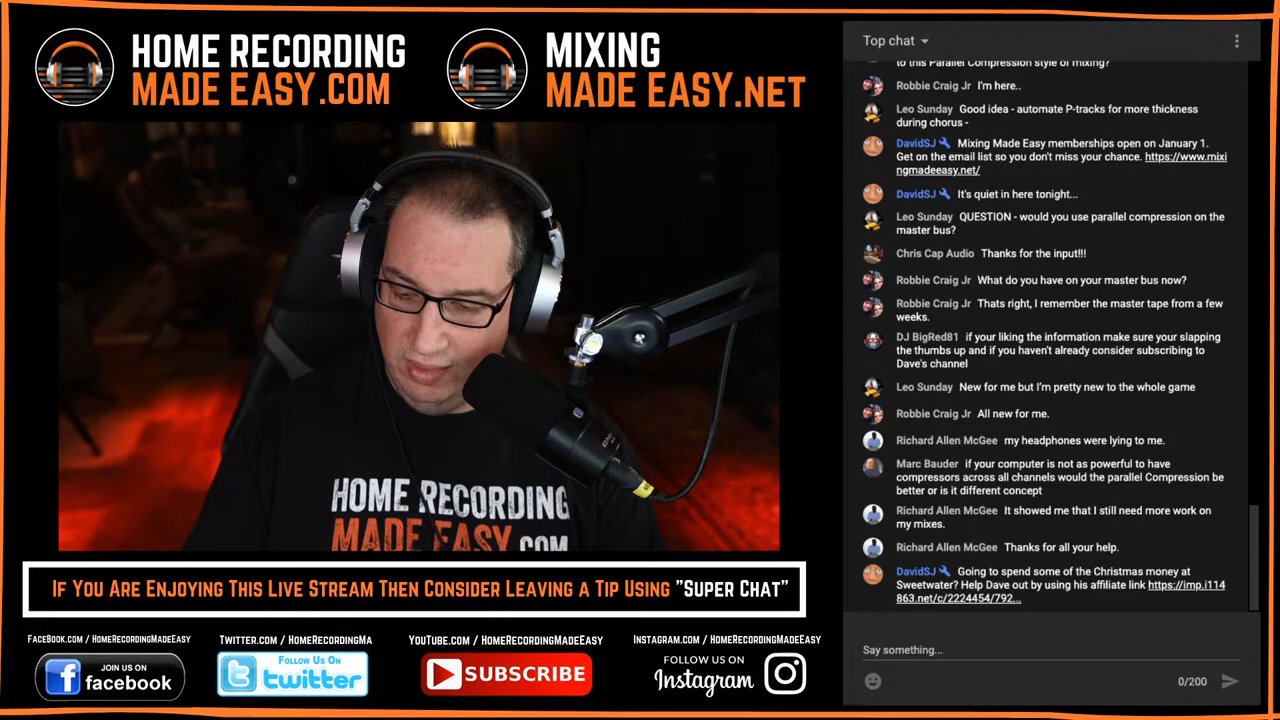 HOME RECORDING
MADE EASY.COM
MIXING
MADE EASY.NET
HOME RECORDING
MADE EASY.COM
IF YOU ARE ENJOYING THIS LIVE STREAM THEN CONSIDER LEAVING A TIP USING "SUPER CHAT"
FACEBOOK.COM / HOMERECORDINGMADEEASY
TWITTER.COM / HOMERECORDINGMA
YOUTUBE.COM / HOMERECORDINGMADEEASY
INSTAGRAM.COM / HOMERECORDINGMADEEASY
JOIN US ON
facebook
FOLLOW US ON
twitter
SUBSCRIBE
FOLLOW US ON
Instagram
Top chat
to this Parallel Compression style of mixing?
Robbie Craig Jr I'm here..
Leo Sunday Good idea - automate P-tracks for more thickness
during chorus -
DavidSJ Mixing Made Easy memberships open on January 1.
Get on the email list so you don't miss your chance. https://www.mixi
ngmadeeasy.net/
DavidSJ It's quiet in here tonight...
Leo Sunday QUESTION - would you use parallel compression on the
master bus?
Chris Cap Audio Thanks for the input!!!
Robbie Craig Jr What do you have on your master bus now?
Robbie Craig Jr Thats right, I remember the master tape from a few
weeks.
DJ BigRed81 if your liking the information make sure your slapping
the thumbs up and if you haven't already consider subscribing to
Dave's channel
Leo Sunday New for me but I'm pretty new to the whole game
Robbie Craig Jr All new for me.
Richard Allen McGee my headphones were lying to me.
Marc Bauder if your computer is not as powerful to have
compressors across all channels would the parallel Compression be
better or is it different concept
Richard Allen McGee It showed me that I still need more work on
my mixes.
Richard Allen McGee Thanks for all your help.
DavidSJ Going to spend some of the Christmas money at
Sweetwater? Help Dave out by using his affiliate link https://imp.i114
863.net/c/2224454/792...
Say something...
0/200